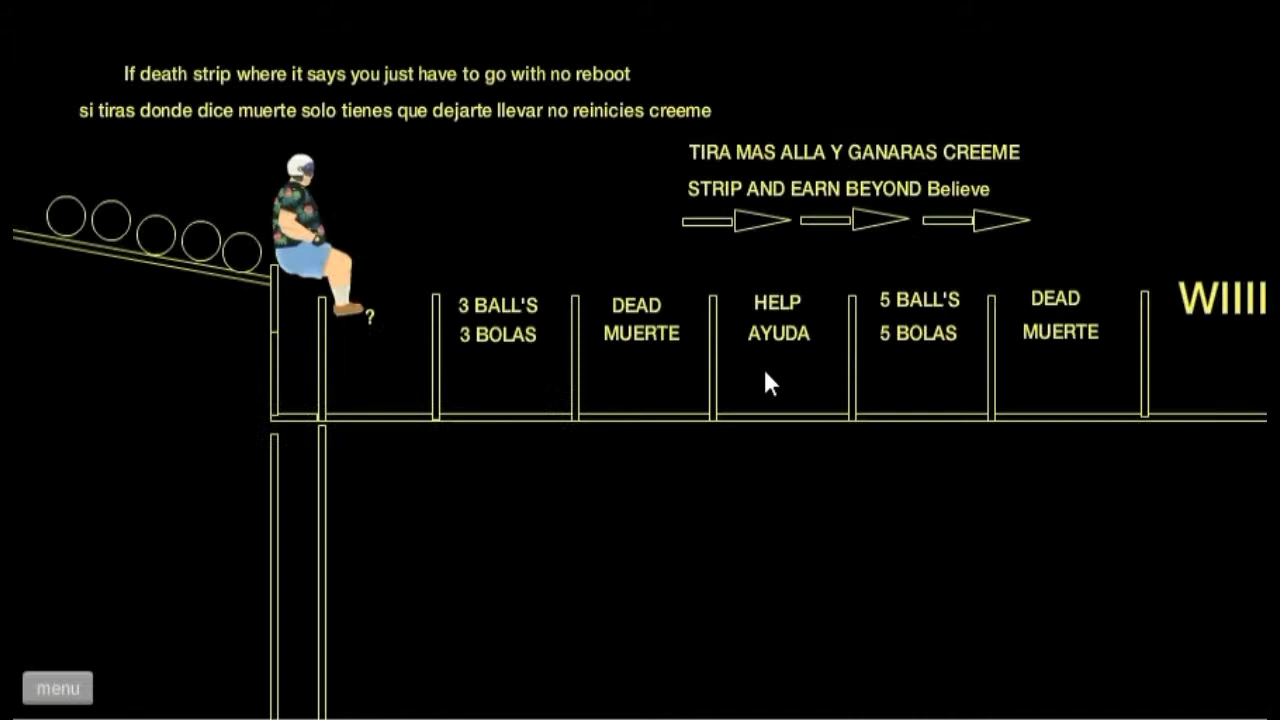 If death strip where it says you just have to go with no reboot
si tiras donde dice muerte solo tienes que dejarte llevar no reinicies creeme
TIRA MAS ALLA Y GANARAS CREEME
STRIP AND EARN BEYOND Believe
?
3 BALL'S
3 BOLAS
DEAD
MUERTE
HELP
AYUDA
5 BALL'S
5 BOLAS
DEAD
MUERTE
WIIII
menu